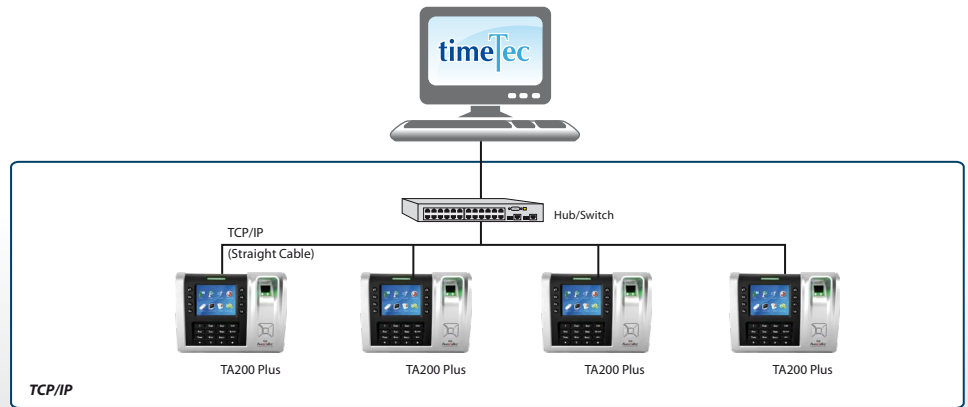 timeTec
Hub/Switch
TCP/IP
(Straight Cable)
TA200 Plus
TA200 Plus
TA200 Plus
TA200 Plus
TCP/IP